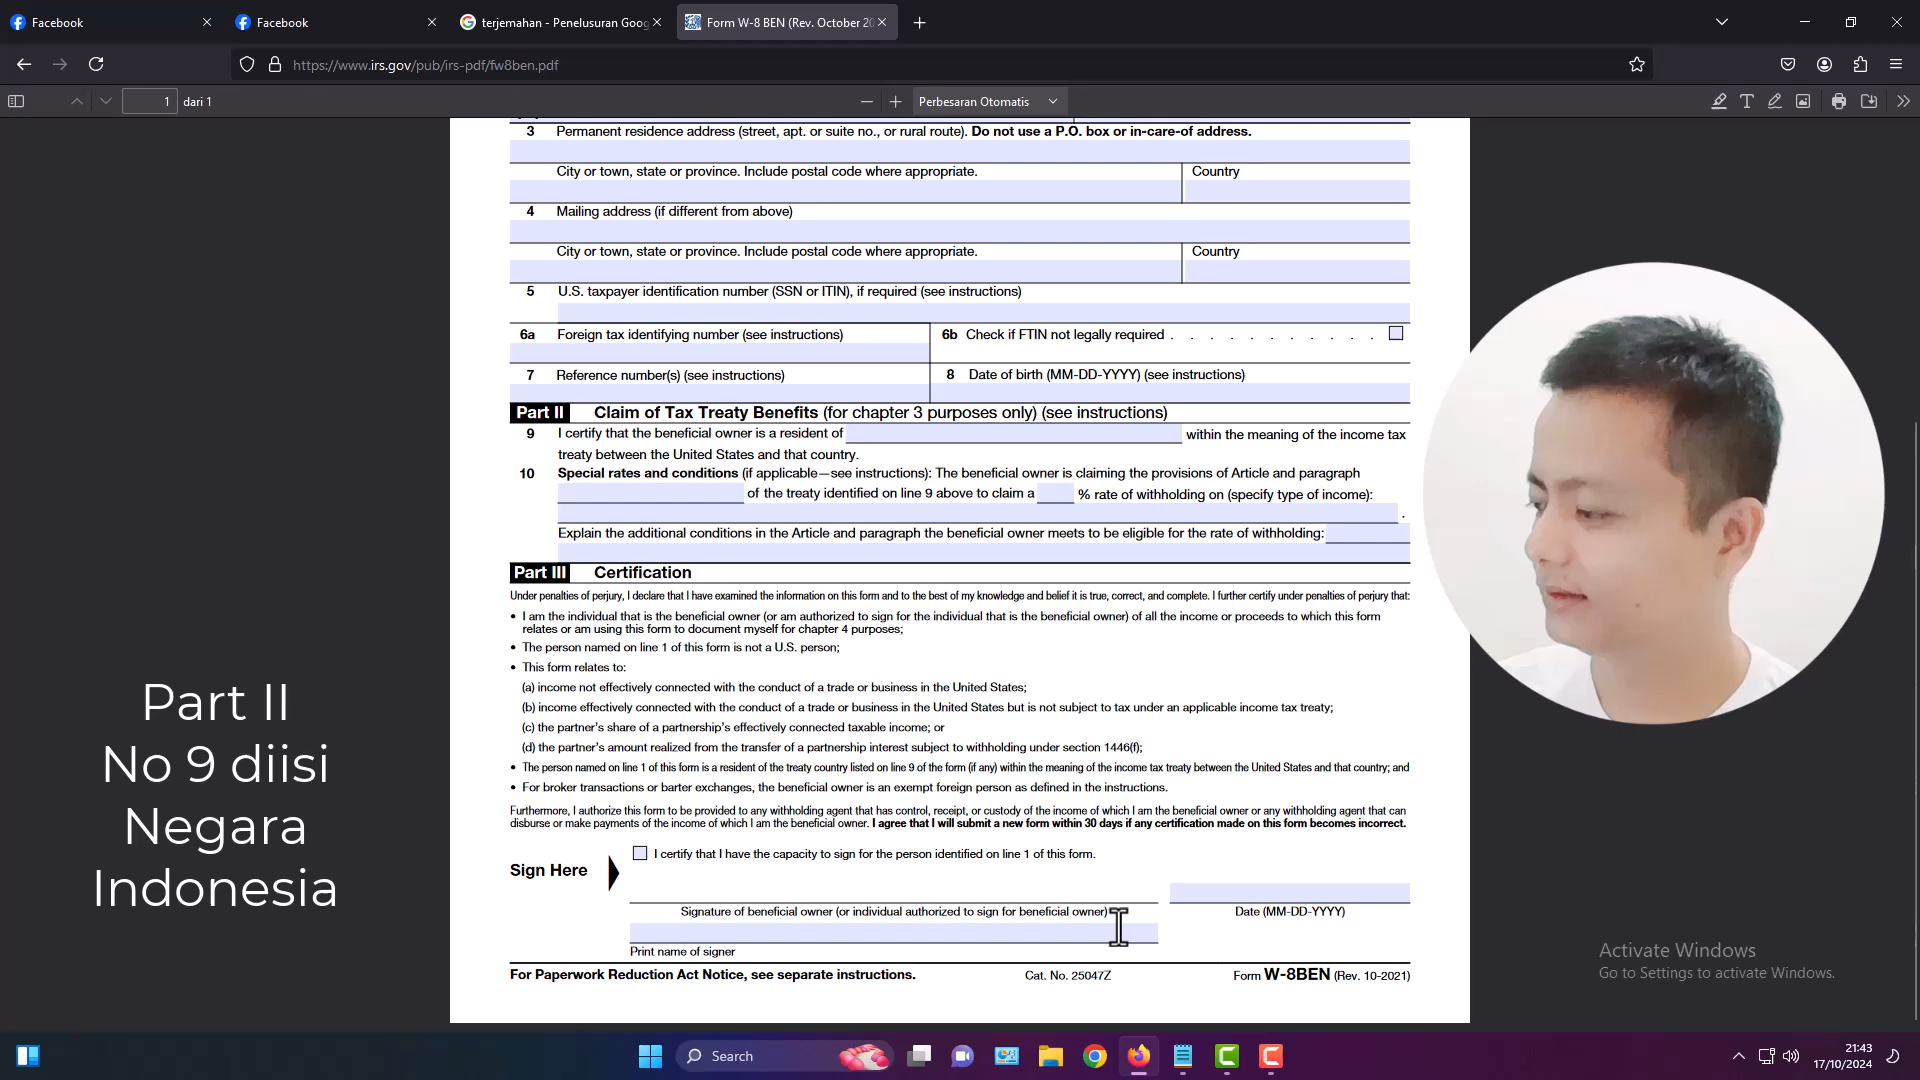 Facebook
Facebook
terjemahan - Penelusuran Goog
Form W-8 BEN (Rev. October 20
https://www.irs.gov/pub/irs-pdf/fw8ben.pdf
1 dari 1
Perbesaran Otomatis
3 Permanent residence address (street, apt. or suite no., or rural route). Do not use a P.O. box or in-care-of address.
City or town, state or province. Include postal code where appropriate.
Country
4 Mailing address (if different from above)
City or town, state or province. Include postal code where appropriate.
Country
5 U.S. taxpayer identification number (SSN or ITIN), if required (see instructions)
6a Foreign tax identifying number (see instructions)
6b Check if FTIN not legally required . . . . . . . . . . .
7 Reference number(s) (see instructions)
8 Date of birth (MM-DD-YYYY) (see instructions)
Part II Claim of Tax Treaty Benefits (for chapter 3 purposes only) (see instructions)
9 I certify that the beneficial owner is a resident of within the meaning of the income tax
treaty between the United States and that country.
10 Special rates and conditions (if applicable—see instructions): The beneficial owner is claiming the provisions of Article and paragraph
of the treaty identified on line 9 above to claim a % rate of withholding on (specify type of income):
.
Explain the additional conditions in the Article and paragraph the beneficial owner meets to be eligible for the rate of withholding:
Part III Certification
Under penalties of perjury, I declare that I have examined the information on this form and to the best of my knowledge and belief it is true, correct, and complete. I further certify under penalties of perjury that:
• I am the individual that is the beneficial owner (or am authorized to sign for the individual that is the beneficial owner) of all the income or proceeds to which this form
relates or am using this form to document myself for chapter 4 purposes;
• The person named on line 1 of this form is not a U.S. person;
• This form relates to:
(a) income not effectively connected with the conduct of a trade or business in the United States;
(b) income effectively connected with the conduct of a trade or business in the United States but is not subject to tax under an applicable income tax treaty;
(c) the partner's share of a partnership's effectively connected taxable income; or
(d) the partner's amount realized from the transfer of a partnership interest subject to withholding under section 1446(f);
• The person named on line 1 of this form is a resident of the treaty country listed on line 9 of the form (if any) within the meaning of the income tax treaty between the United States and that country; and
• For broker transactions or barter exchanges, the beneficial owner is an exempt foreign person as defined in the instructions.
Furthermore, I authorize this form to be provided to any withholding agent that has control, receipt, or custody of the income of which I am the beneficial owner or any withholding agent that can
disburse or make payments of the income of which I am the beneficial owner. I agree that I will submit a new form within 30 days if any certification made on this form becomes incorrect.
Sign Here
I certify that I have the capacity to sign for the person identified on line 1 of this form.
Signature of beneficial owner (or individual authorized to sign for beneficial owner)
Date (MM-DD-YYYY)
Print name of signer
For Paperwork Reduction Act Notice, see separate instructions.
Cat. No. 25047Z
Form W-8BEN (Rev. 10-2021)
Part II
No 9 diisi
Negara
Indonesia
Activate Windows
Go to Settings to activate Windows.
Search
21:43
17/10/2024